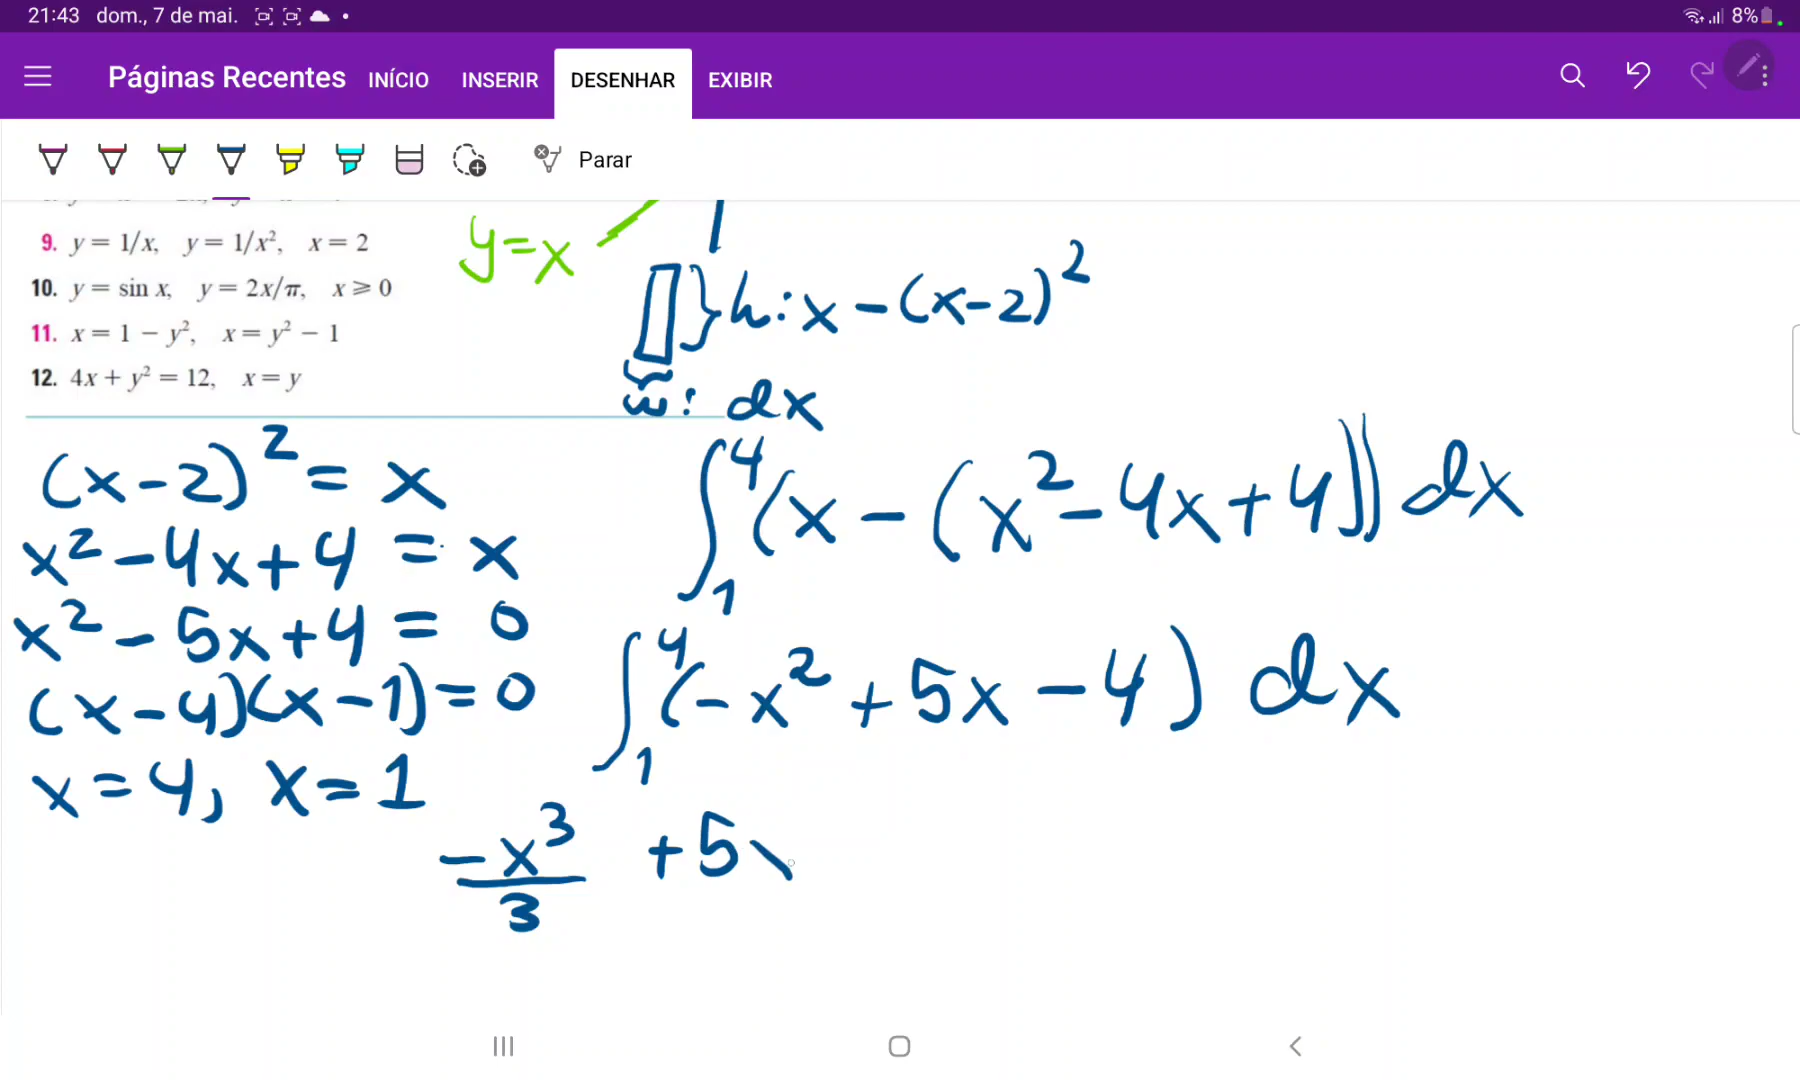 21:43 dom., 7 de mai. 8%
Páginas Recentes INÍCIO INSERIR DESENHAR EXIBIR
Parar
9. y = 1/x, y = 1/x², x = 2
10. y = sin x, y = 2x/π, x ⩾ 0
11. x = 1 − y², x = y² − 1
12. 4x + y² = 12, x = y
y=x
h: x − (x−2)²
w: dx
(x−2)² = x
x² − 4x + 4 = x
x² − 5x + 4 = 0
(x−4)(x−1) = 0
x = 4, x = 1
∫₁⁴ (x − (x² − 4x + 4)) dx
∫₁⁴ (−x² + 5x − 4) dx
−x³/3 + 5